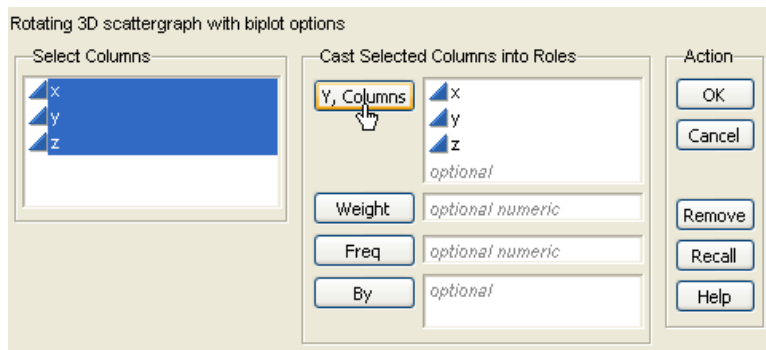 Rotating 3D scattergraph with biplot options
Select Columns
x
y
z
Cast Selected Columns into Roles
Y, Columns
x
y
z
optional
Weight
optional numeric
Freq
optional numeric
By
optional
Action
OK
Cancel
Remove
Recall
Help